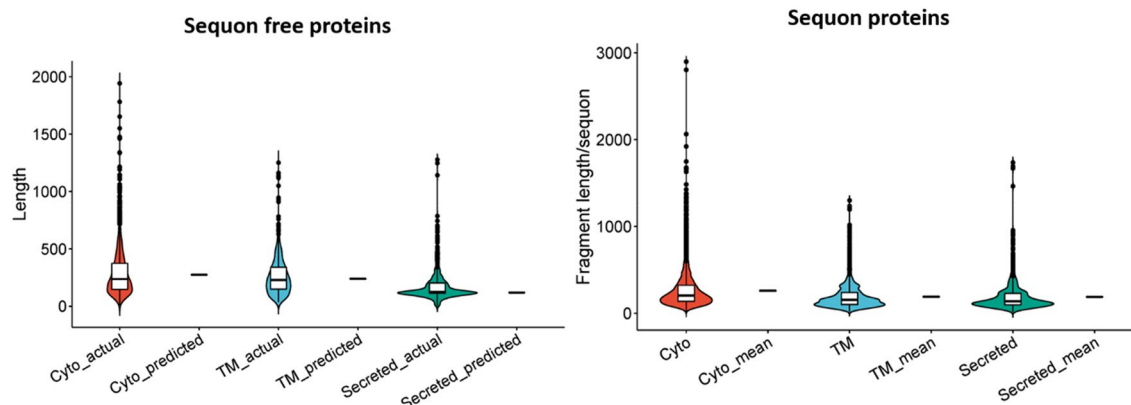 Sequon free proteins
Length
2000
1500
1000
500
0
Cyto_actual
Cyto_predicted
TM_actual
TM_predicted
Secreted_actual
Secreted_predicted
Sequon proteins
Fragment length/sequon
3000
2000
1000
0
Cyto
Cyto_mean
TM
TM_mean
Secreted
Secreted_mean